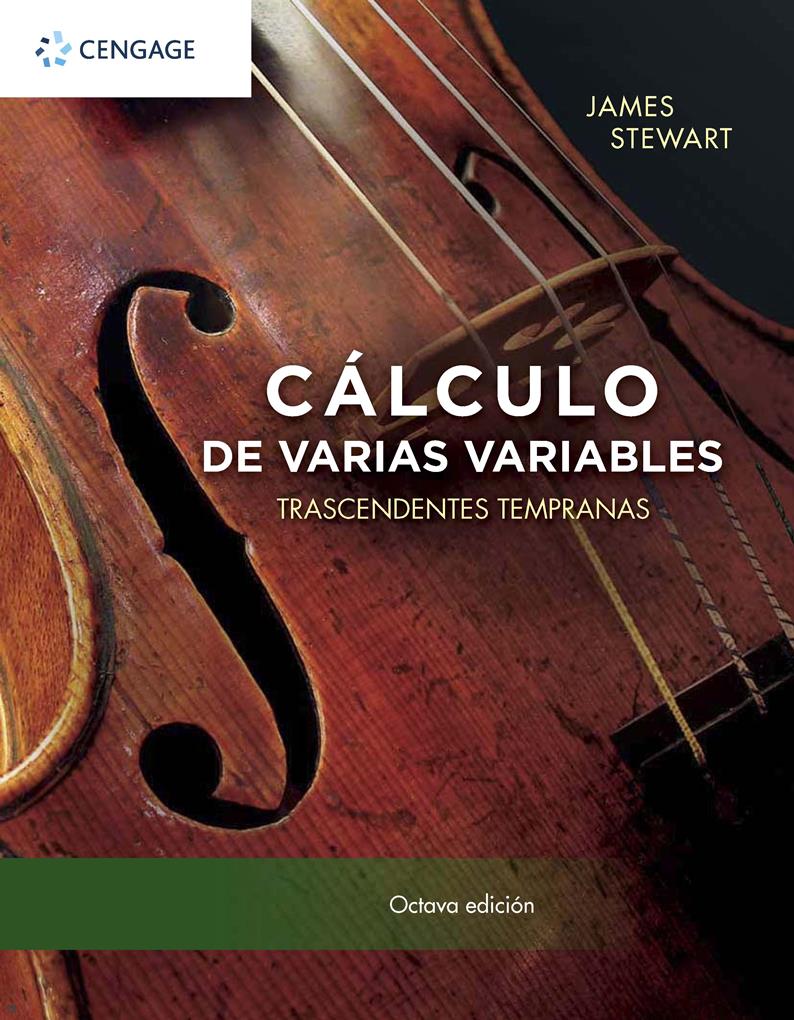 CENGAGE
JAMES
STEWART
CÁLCULO
DE VARIAS VARIABLES
TRASCENDENTES TEMPRANAS
Octava edición